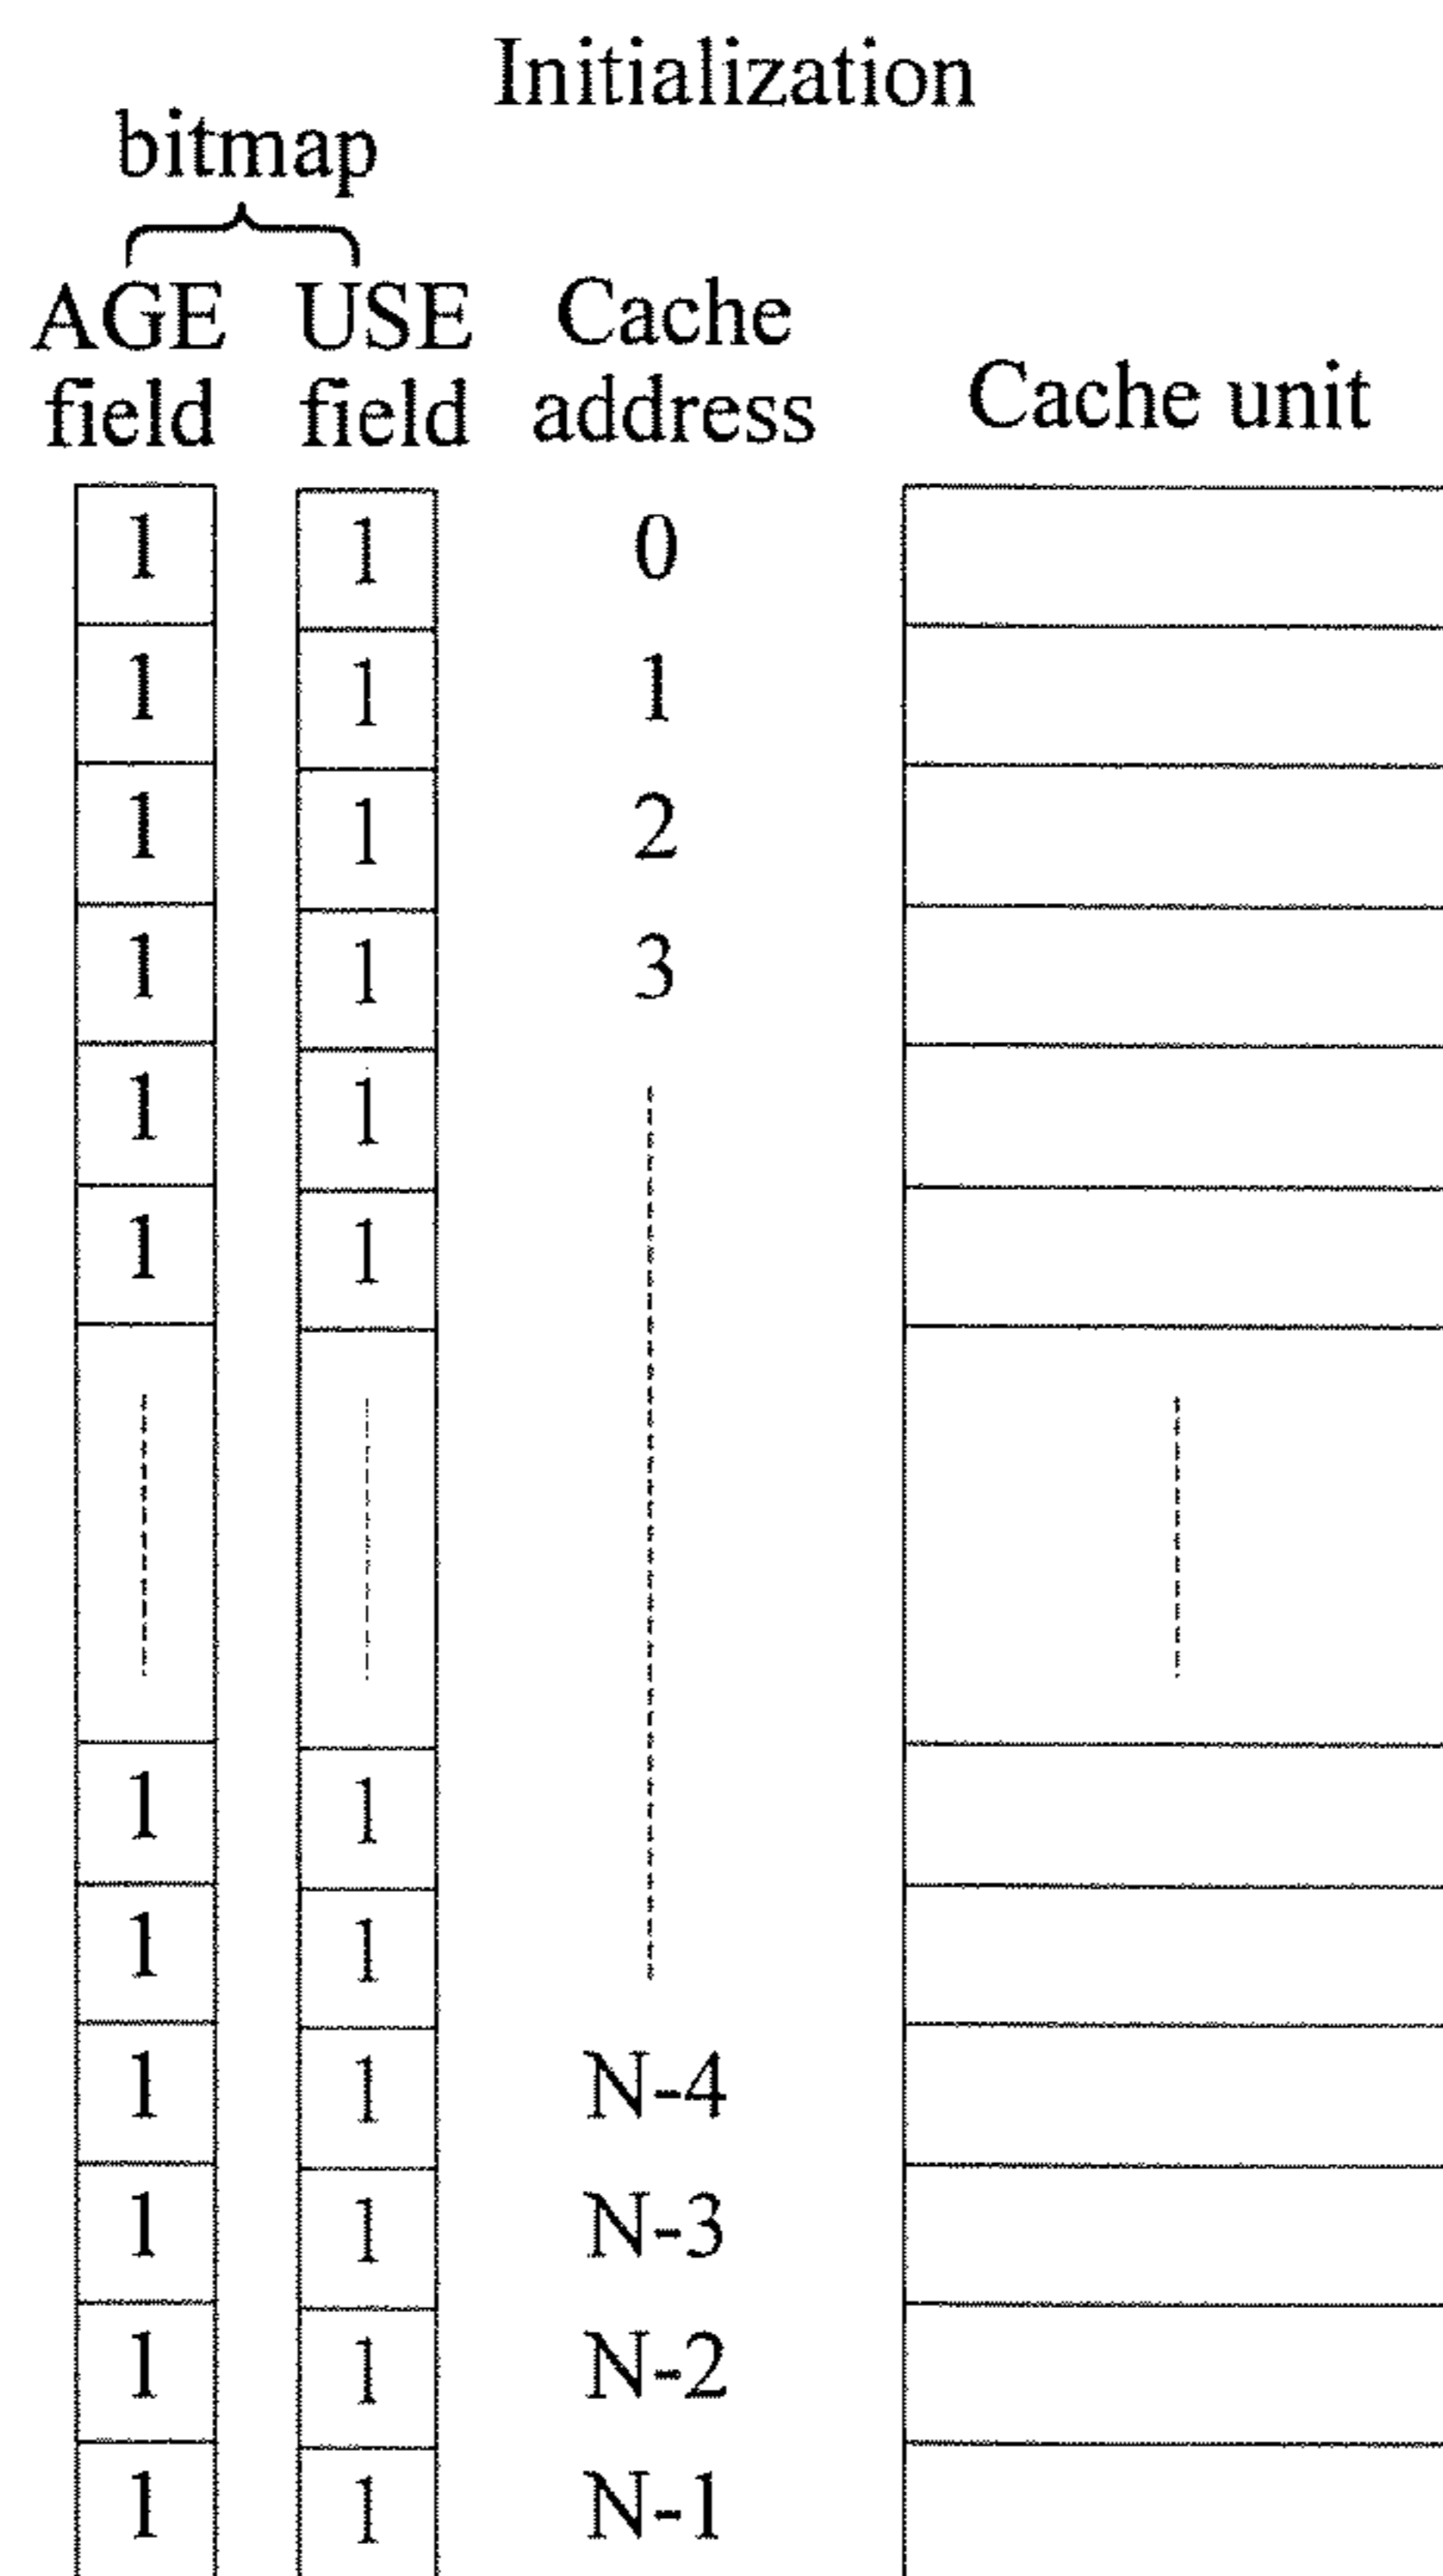 Initialization
bitmap
AGE field USE field Cache address Cache unit
1 1 0
1 1 1
1 1 2
1 1 3
1 1
1 1
1 1
1 1
1 1 N-4
1 1 N-3
1 1 N-2
1 1 N-1